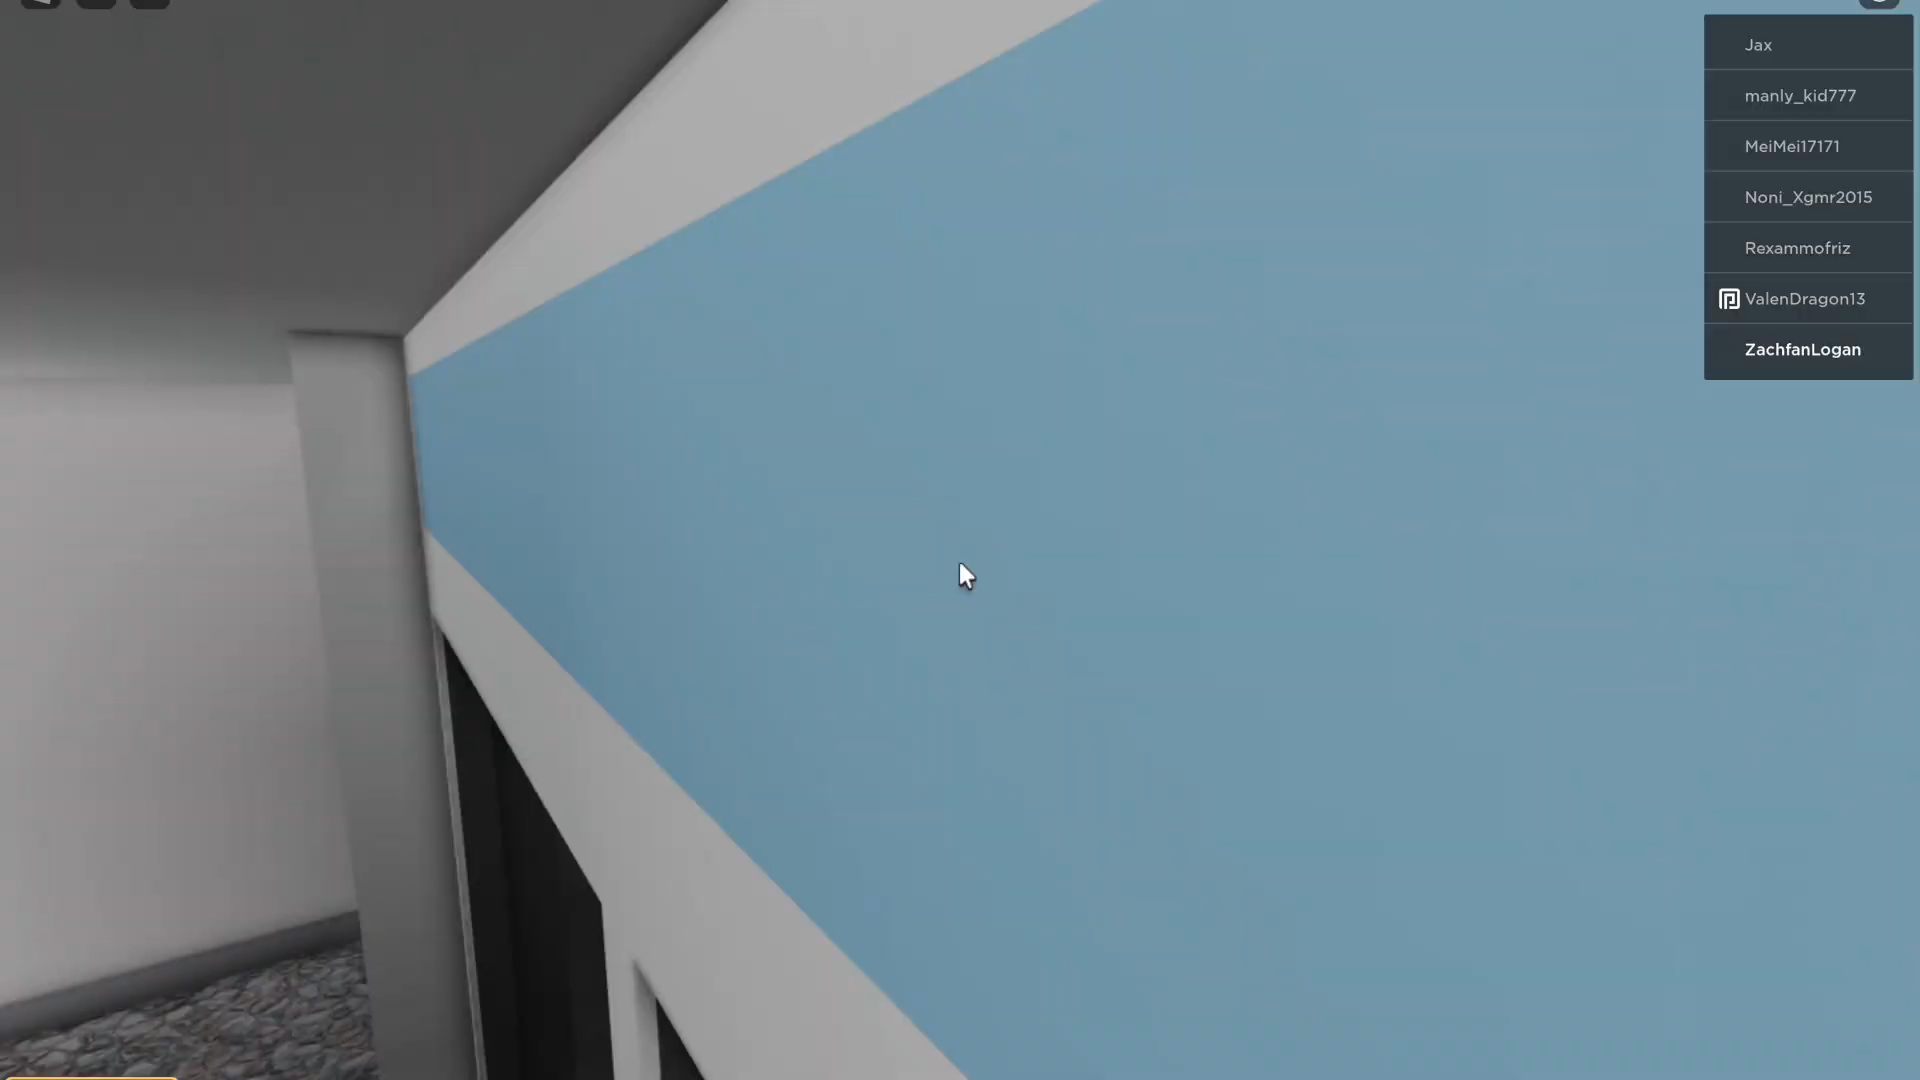 Jax
manly_kid777
MeiMei17171
Noni_Xgmr2015
Rexammofriz
ValenDragon13
ZachfanLogan